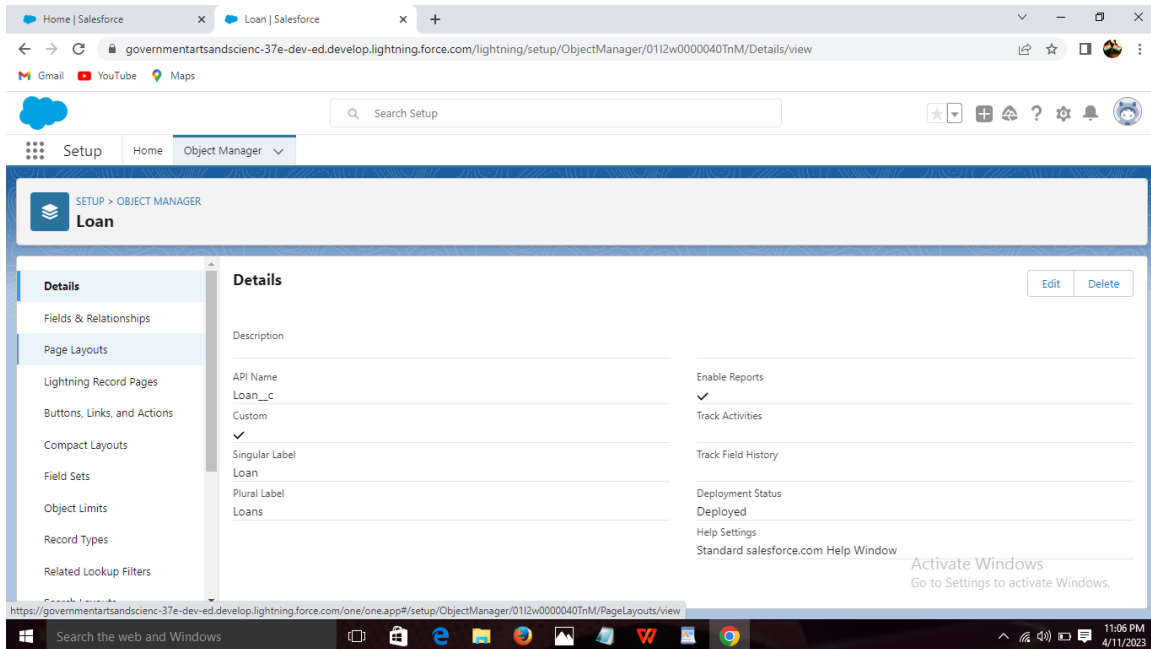 Home | Salesforce
Loan | Salesforce
governmentartsandscienc-37e-dev-ed.develop.lightning.force.com/lightning/setup/ObjectManager/01I2w0000040TnM/Details/view
Gmail YouTube Maps
Search Setup
Setup Home Object Manager
SETUP > OBJECT MANAGER
Loan
Details
Fields & Relationships
Page Layouts
Lightning Record Pages
Buttons, Links, and Actions
Compact Layouts
Field Sets
Object Limits
Record Types
Related Lookup Filters
Details
Edit Delete
Description
API Name
Loan__c
Custom
Singular Label
Loan
Plural Label
Loans
Enable Reports
Track Activities
Track Field History
Deployment Status
Deployed
Help Settings
Standard salesforce.com Help Window
Activate Windows
Go to Settings to activate Windows.
https://governmentartsandscienc-37e-dev-ed.develop.lightning.force.com/one/one.app#/setup/ObjectManager/01I2w0000040TnM/PageLayouts/view
Search the web and Windows
11:06 PM
4/11/2023